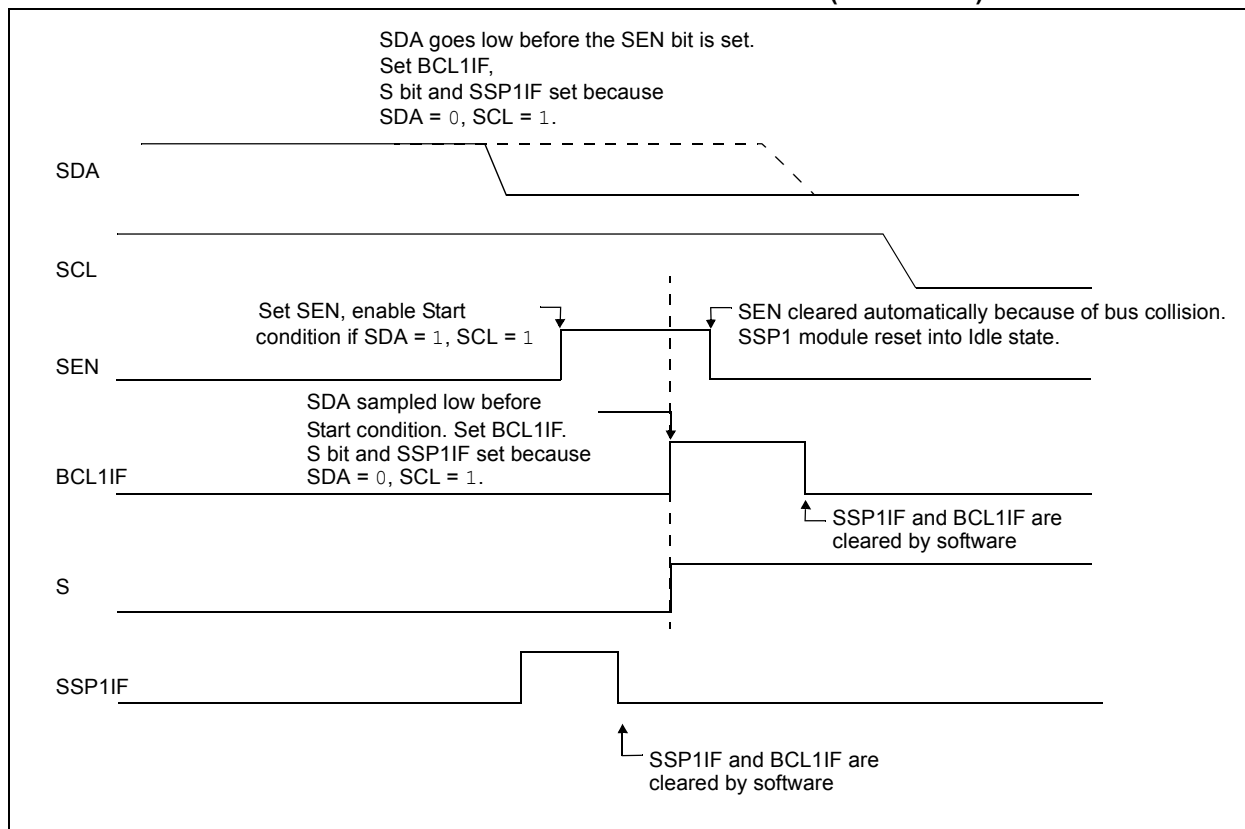 SDA goes low before the SEN bit is set.
Set BCL1IF,
S bit and SSP1IF set because
SDA = 0, SCL = 1.
SDA
SCL
Set SEN, enable Start
condition if SDA = 1, SCL = 1
SEN cleared automatically because of bus collision.
SSP1 module reset into Idle state.
SEN
SDA sampled low before
Start condition. Set BCL1IF.
S bit and SSP1IF set because
SDA = 0, SCL = 1.
BCL1IF
SSP1IF and BCL1IF are
cleared by software
S
SSP1IF
SSP1IF and BCL1IF are
cleared by software